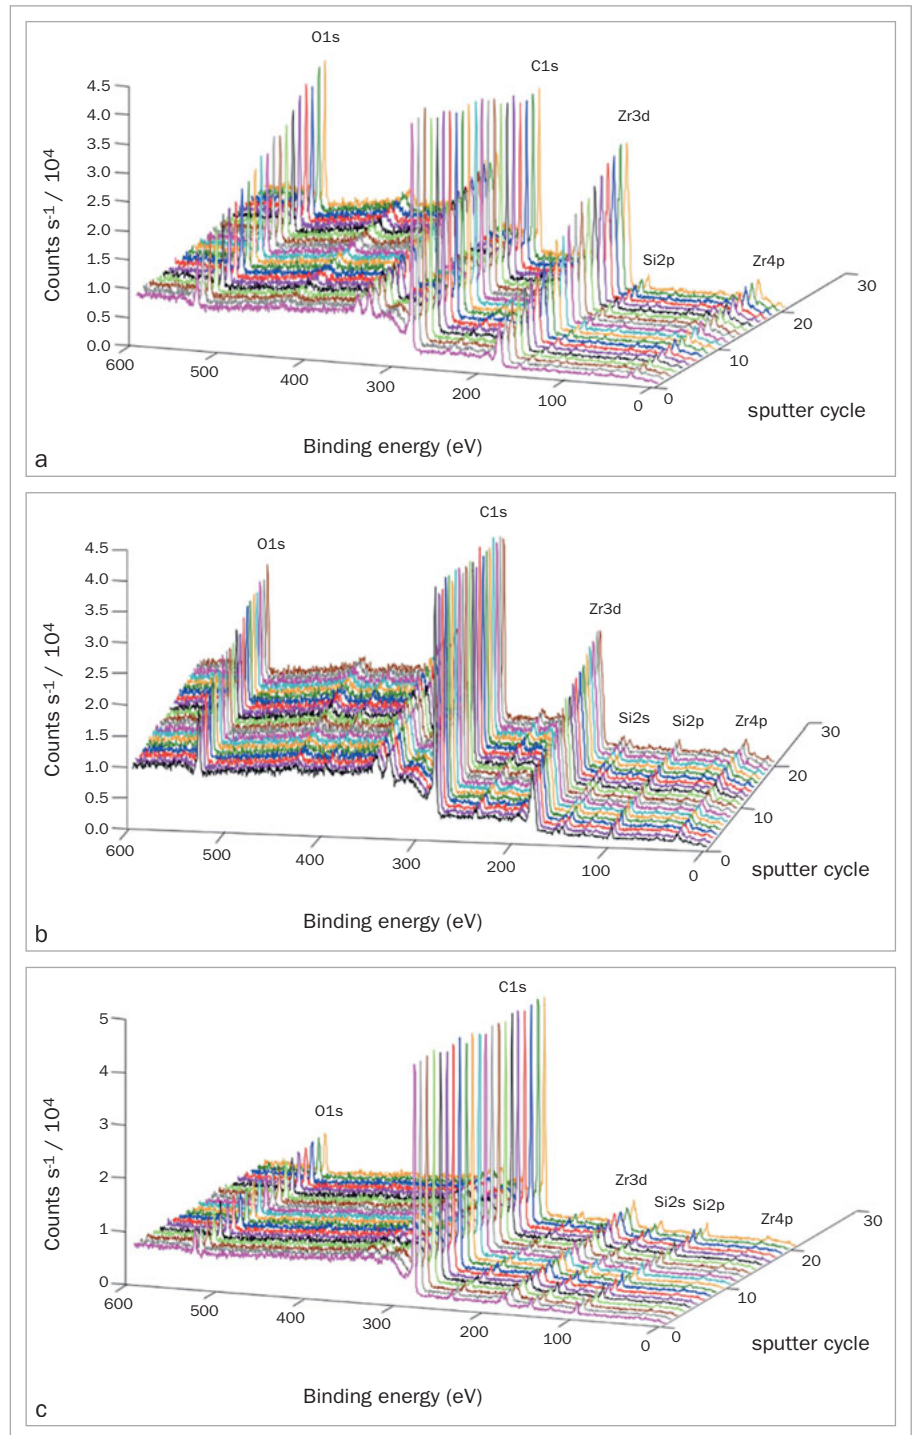 O1s
C1s
Zr3d
Si2p
Zr4p
4.5
4.0
3.5
3.0
2.5
2.0
1.5
1.0
0.5
0.0
Counts s⁻¹ / 10⁴
600
500
400
300
200
100
0
0
10
20
30
sputter cycle
Binding energy (eV)
a
C1s
O1s
Zr3d
Si2s
Si2p
Zr4p
4.5
4.0
3.5
3.0
2.5
2.0
1.5
1.0
0.5
0.0
Counts s⁻¹ / 10⁴
600
500
400
300
200
100
0
0
10
20
30
sputter cycle
Binding energy (eV)
b
C1s
O1s
Zr3d
Si2s
Si2p
Zr4p
5
4
3
2
1
0
Counts s⁻¹ / 10⁴
600
500
400
300
200
100
0
0
10
20
30
sputter cycle
Binding energy (eV)
c